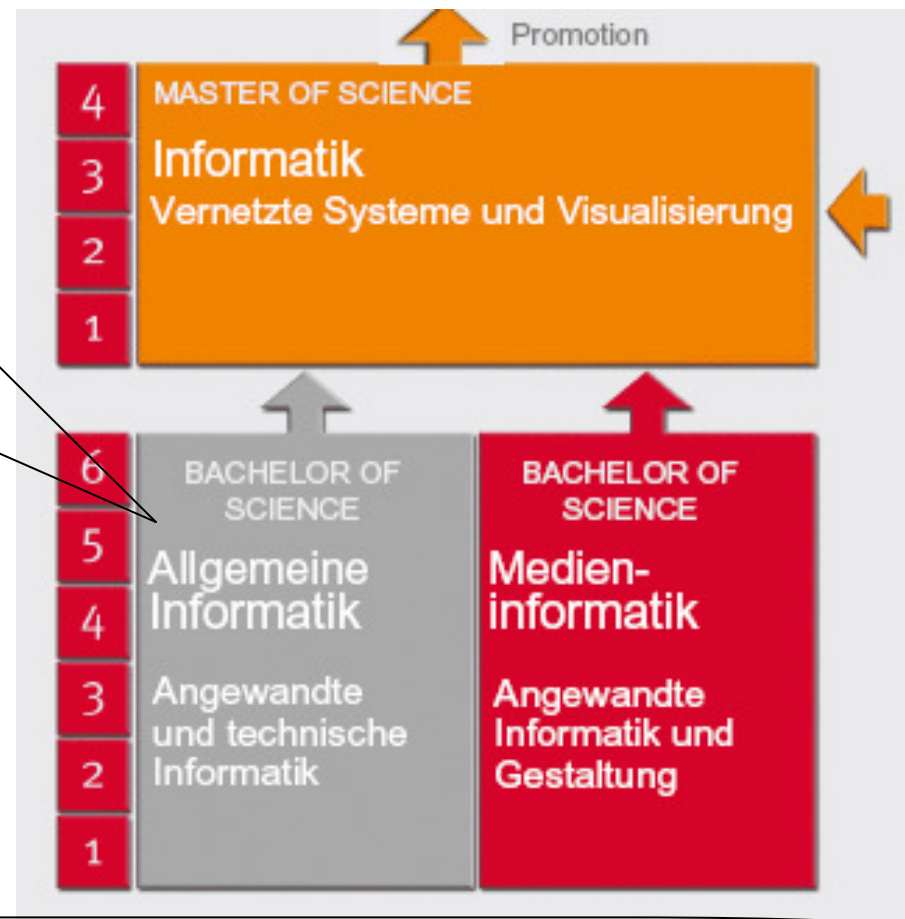 Promotion
4
MASTER OF SCIENCE
3
Informatik
Vernetzte Systeme und Visualisierung
2
1
6
BACHELOR OF
SCIENCE
5
Allgemeine
Informatik
4
3
Angewandte
und technische
Informatik
2
1
BACHELOR OF
SCIENCE
Medien-
informatik
Angewandte
Informatik und
Gestaltung